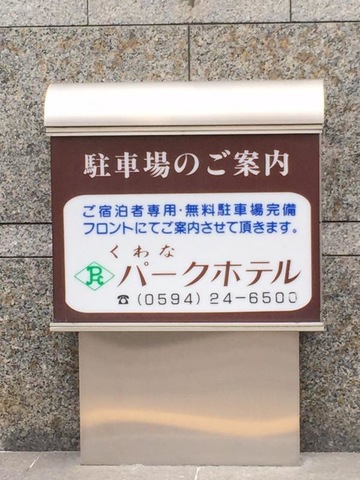 駐車場のご案内
ご宿泊者専用・無料駐車場完備
フロントにてご案内させて頂きます。
くわな
パークホテル
☎(0594)24-6500